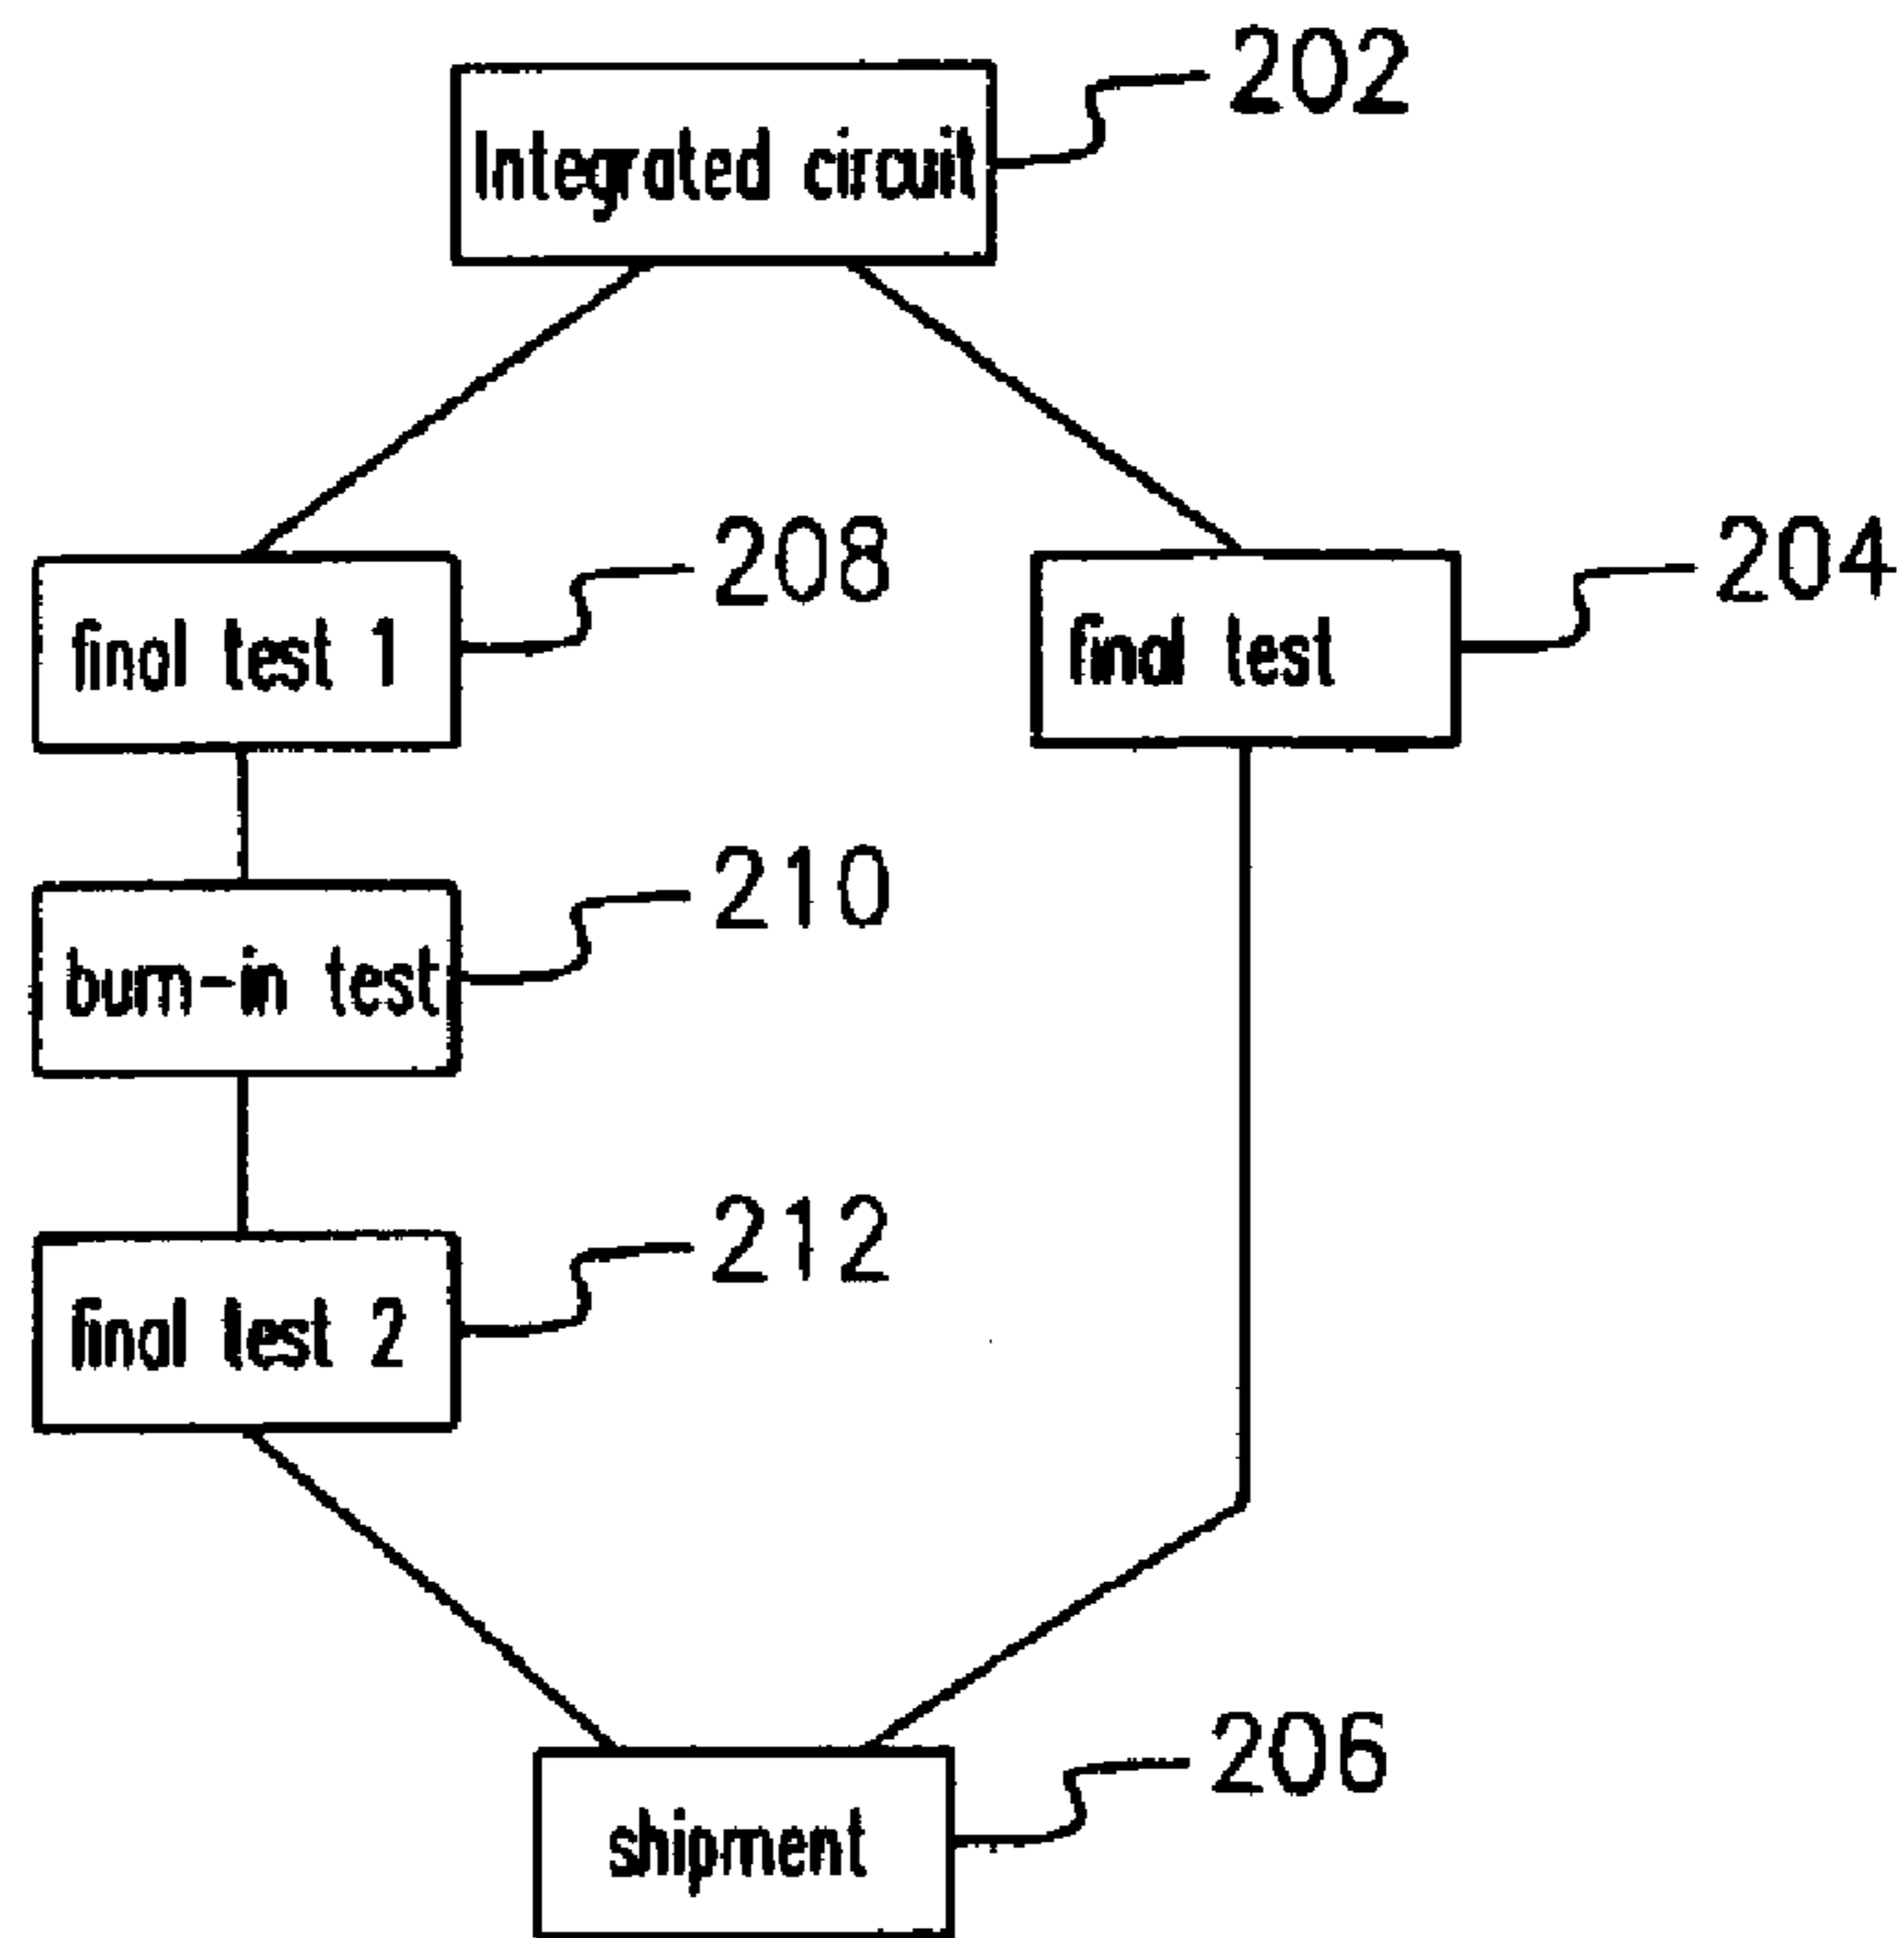 202
Integrated circuit
208
204
final test 1
final test
210
burn-in test
212
final test 2
206
shipment